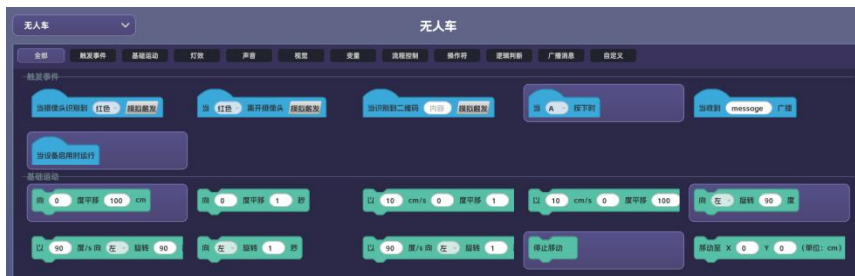 无人车
无人车
全部 触发事件 基础运动 灯效 声音 视觉 变量 流程控制 操作符 逻辑判断 广播消息 自定义
触发事件
当摄像头识别到 红色 模拟触发 当 红色 离开摄像头 模拟触发 当识别到二维码 内容 模拟触发 当 A 按下时 当收到 message 广播
当设备启用时运行
基础运动
向 0 度平移 100 cm 向 0 度平移 1 秒 以 10 cm/s 0 度平移 1 以 10 cm/s 0 度平移 100 向 左 旋转 90 度
以 90 度/s 向 左 旋转 90 向 左 旋转 1 秒 以 90 度/s 向 左 旋转 1 停止移动 移动至 X 0 Y 0 (单位: cm)